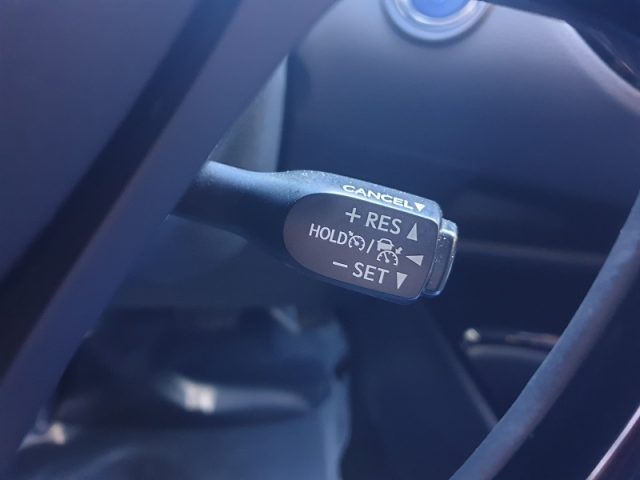 CANCEL▼
+ RES ▲
HOLD / ◀
− SET ▼